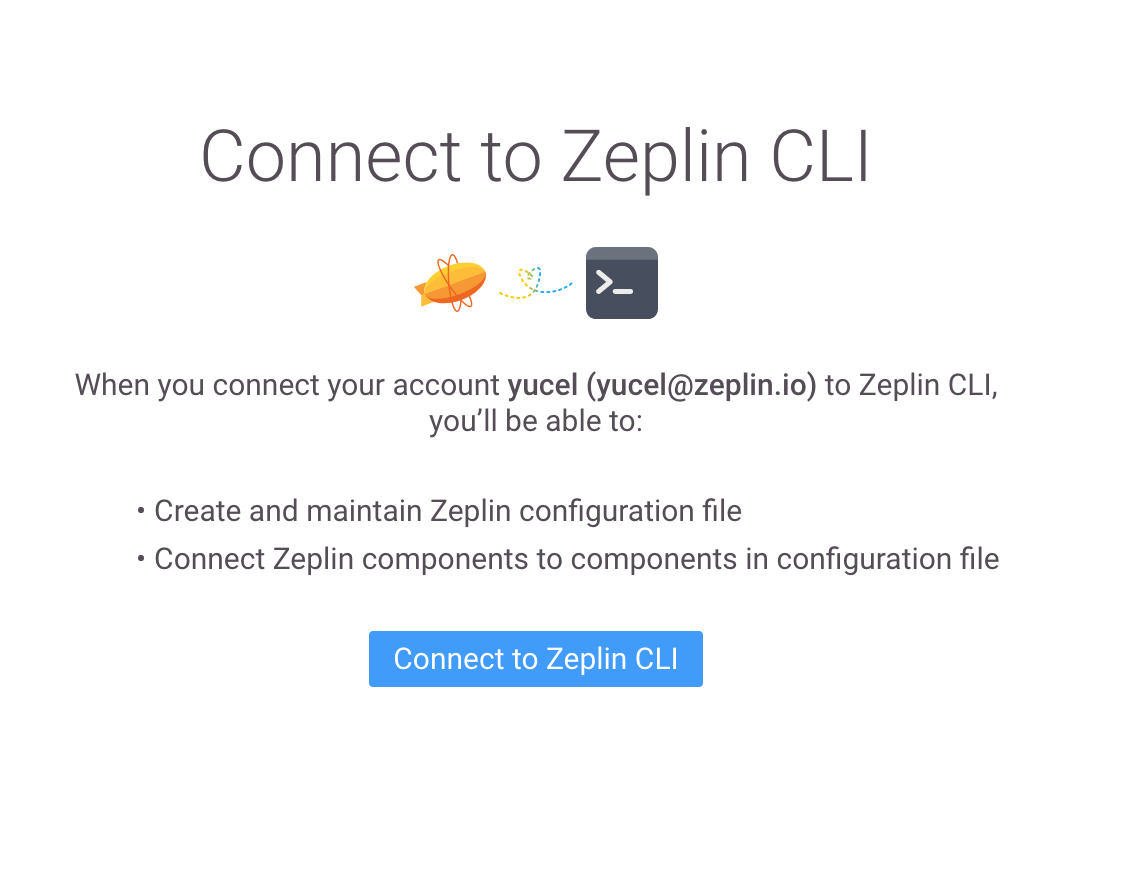 Connect to Zeplin CLI
>_
When you connect your account yucel (yucel@zeplin.io) to Zeplin CLI,
you’ll be able to:
• Create and maintain Zeplin configuration file
• Connect Zeplin components to components in configuration file
Connect to Zeplin CLI